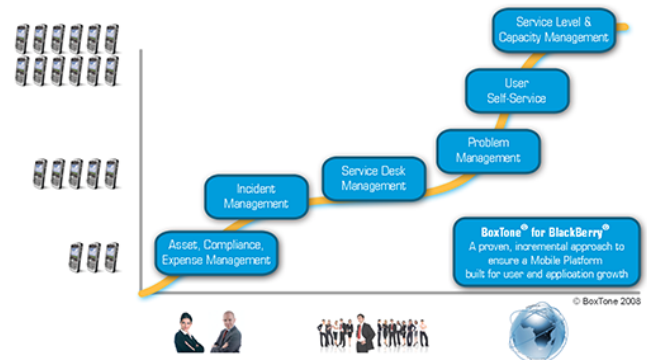 Service Level &
Capacity Management
User
Self-Service
Problem
Management
Service Desk
Management
Incident
Management
Asset, Compliance,
Expense Management
BoxTone® for BlackBerry®
A proven, incremental approach to
ensure a Mobile Platform
built for user and application growth
© BoxTone 2008